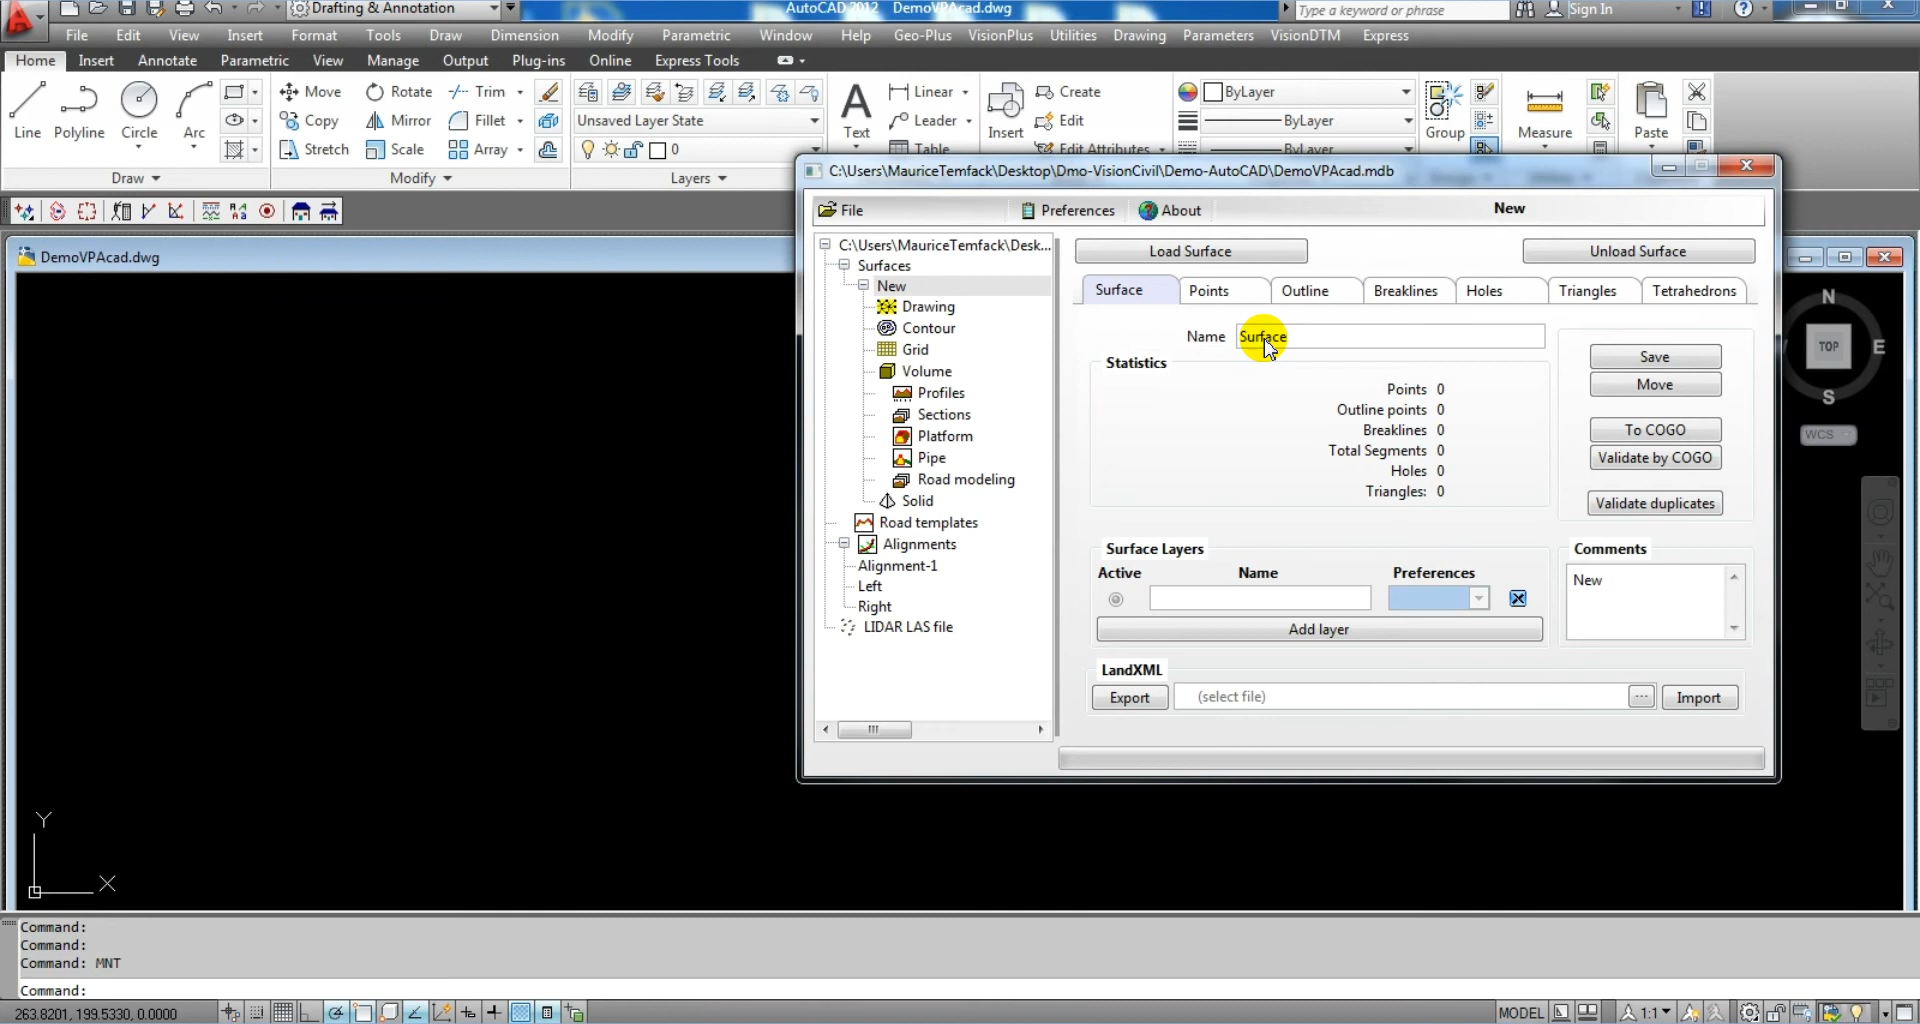 Drafting & Annotation
AutoCAD 2012 DemoVPAcad.dwg
Type a keyword or phrase
Sign In
File Edit View Insert Format Tools Draw Dimension Modify Parametric Window Help Geo-Plus VisionPlus Utilities Drawing Parameters VisionDTM Express
Home Insert Annotate Parametric View Manage Output Plug-ins Online Express Tools
Line Polyline Circle Arc
Move Rotate Trim
Copy Mirror Fillet
Stretch Scale Array
Unsaved Layer State
0
Text
Linear
Leader
Table
Insert
Create
Edit
Edit Attributes
ByLayer
ByLayer
ByLayer
Group
Measure
Paste
Draw
Modify
Layers
DemoVPAcad.dwg
C:\Users\MauriceTemfack\Desktop\Dmo-VisionCivil\Demo-AutoCAD\DemoVPAcad.mdb
File
Preferences
About
New
C:\Users\MauriceTemfack\Desk...
Surfaces
New
Drawing
Contour
Grid
Volume
Profiles
Sections
Platform
Pipe
Road modeling
Solid
Road templates
Alignments
Alignment-1
Left
Right
LIDAR LAS file
Load Surface
Unload Surface
Surface Points Outline Breaklines Holes Triangles Tetrahedrons
Name Surface
Statistics
Points 0
Outline points 0
Breaklines 0
Total Segments 0
Holes 0
Triangles: 0
Save
Move
To COGO
Validate by COGO
Validate duplicates
Surface Layers
Active Name Preferences
Add layer
Comments
New
LandXML
Export
(select file)
...
Import
N
TOP
E
S
WCS
Y
X
Command:
Command:
Command: MNT
Command:
263.8201, 199.5330, 0.0000
MODEL
1:1